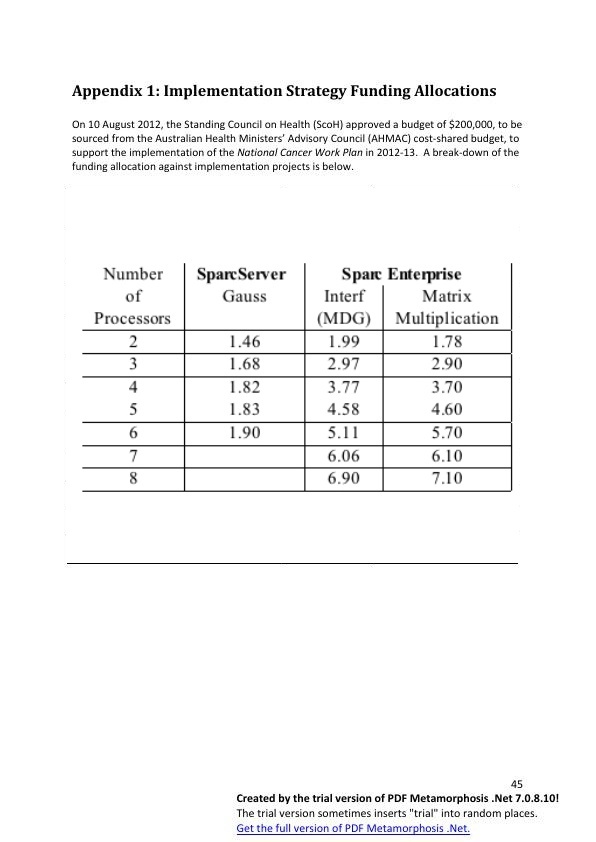 Appendix 1: Implementation Strategy Funding Allocations
On 10 August 2012, the Standing Council on Health (ScoH) approved a budget of $200,000, to be
sourced from the Australian Health Ministers’ Advisory Council (AHMAC) cost-shared budget, to
support the implementation of the National Cancer Work Plan in 2012-13.  A break-down of the
funding allocation against implementation projects is below.
Number SparcServer Sparc Enterprise
of Gauss Interf Matrix
Processors (MDG) Multiplication
2 1.46 1.99 1.78
3 1.68 2.97 2.90
4 1.82 3.77 3.70
5 1.83 4.58 4.60
6 1.90 5.11 5.70
7 6.06 6.10
8 6.90 7.10
45
Created by the trial version of PDF Metamorphosis .Net 7.0.8.10!
The trial version sometimes inserts "trial" into random places.
Get the full version of PDF Metamorphosis .Net.